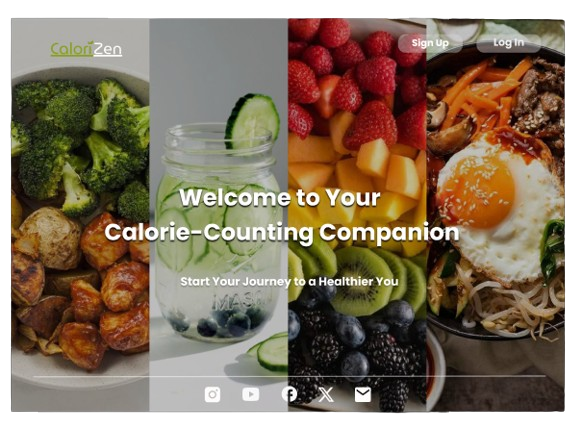 CaloriZen
Sign Up
Log In
Welcome to Your
Calorie-Counting Companion
Start Your Journey to a Healthier You
MASON